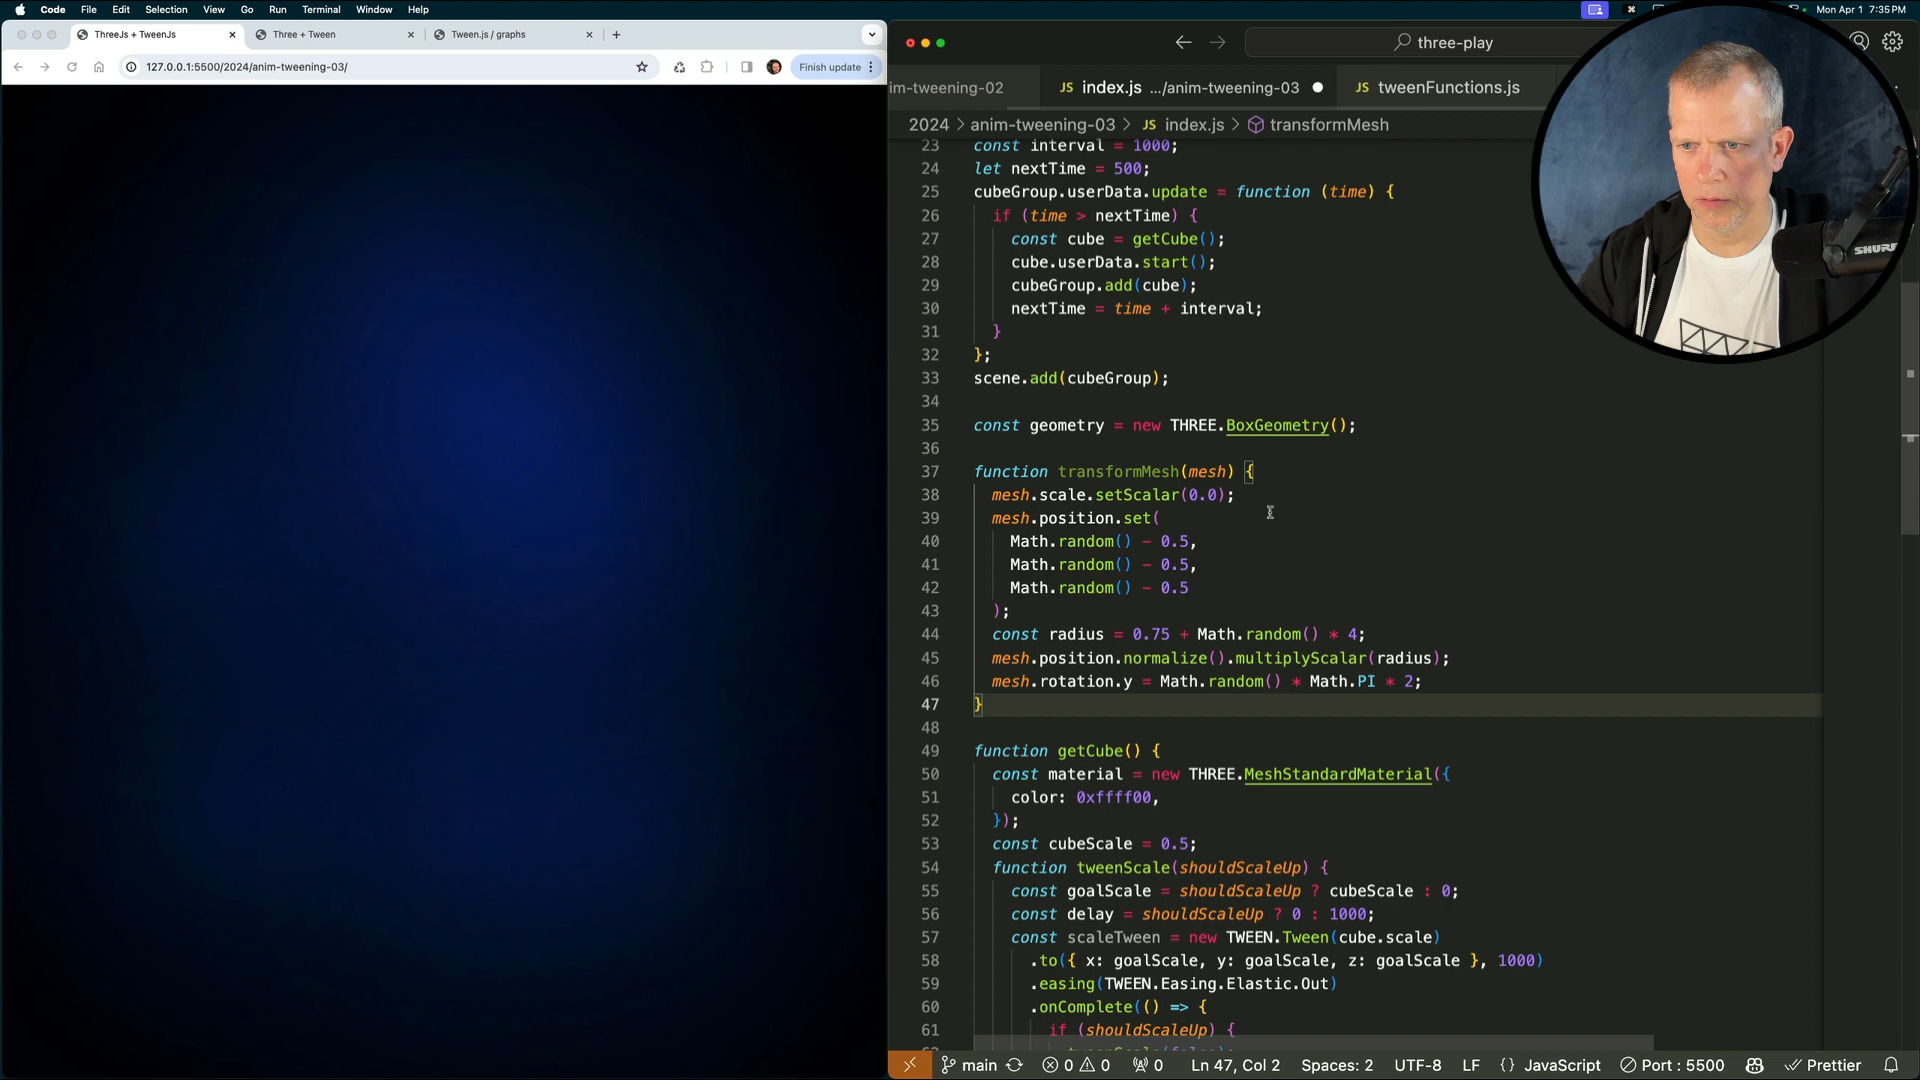 Code File Edit Selection View Go Run Terminal Window Help
Mon Apr 1 7:35 PM
ThreeJs + TweenJs
Three + Tween
Tween.js / graphs
127.0.0.1:5500/2024/anim-tweening-03/
Finish update
three-play
im-tweening-02
JS index.js .../anim-tweening-03
JS tweenFunctions.js
2024 > anim-tweening-03 > JS index.js > transformMesh
23 const interval = 1000;
24 let nextTime = 500;
25 cubeGroup.userData.update = function (time) {
26 if (time > nextTime) {
27 const cube = getCube();
28 cube.userData.start();
29 cubeGroup.add(cube);
30 nextTime = time + interval;
31 }
32 };
33 scene.add(cubeGroup);
34
35 const geometry = new THREE.BoxGeometry();
36
37 function transformMesh(mesh) {
38 mesh.scale.setScalar(0.0);
39 mesh.position.set(
40 Math.random() - 0.5,
41 Math.random() - 0.5,
42 Math.random() - 0.5
43 );
44 const radius = 0.75 + Math.random() * 4;
45 mesh.position.normalize().multiplyScalar(radius);
46 mesh.rotation.y = Math.random() * Math.PI * 2;
47 }
48
49 function getCube() {
50 const material = new THREE.MeshStandardMaterial({
51 color: 0xffff00,
52 });
53 const cubeScale = 0.5;
54 function tweenScale(shouldScaleUp) {
55 const goalScale = shouldScaleUp ? cubeScale : 0;
56 const delay = shouldScaleUp ? 0 : 1000;
57 const scaleTween = new TWEEN.Tween(cube.scale)
58 .to({ x: goalScale, y: goalScale, z: goalScale }, 1000)
59 .easing(TWEEN.Easing.Elastic.Out)
60 .onComplete(() => {
61 if (shouldScaleUp) {
SHURE
main 0 0 0 Ln 47, Col 2 Spaces: 2 UTF-8 LF {} JavaScript Port : 5500 Prettier